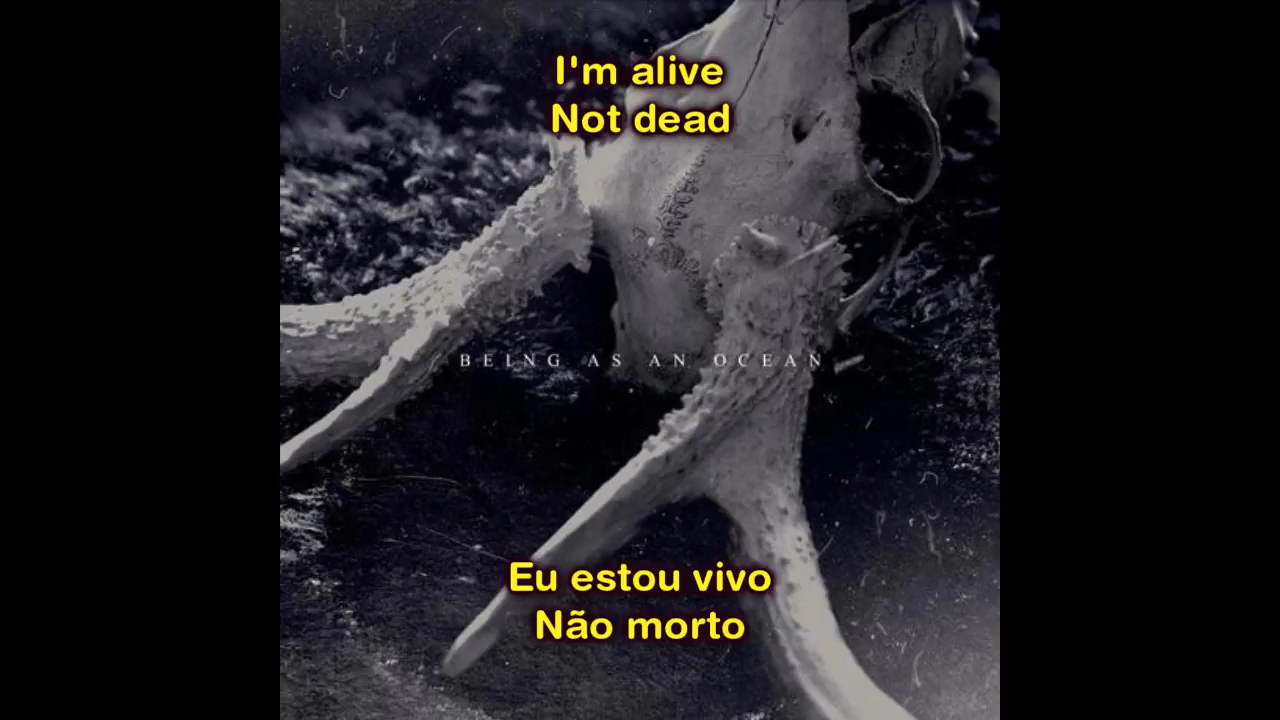 I'm alive
Not dead
BEING AS AN OCEAN
Eu estou vivo
Não morto